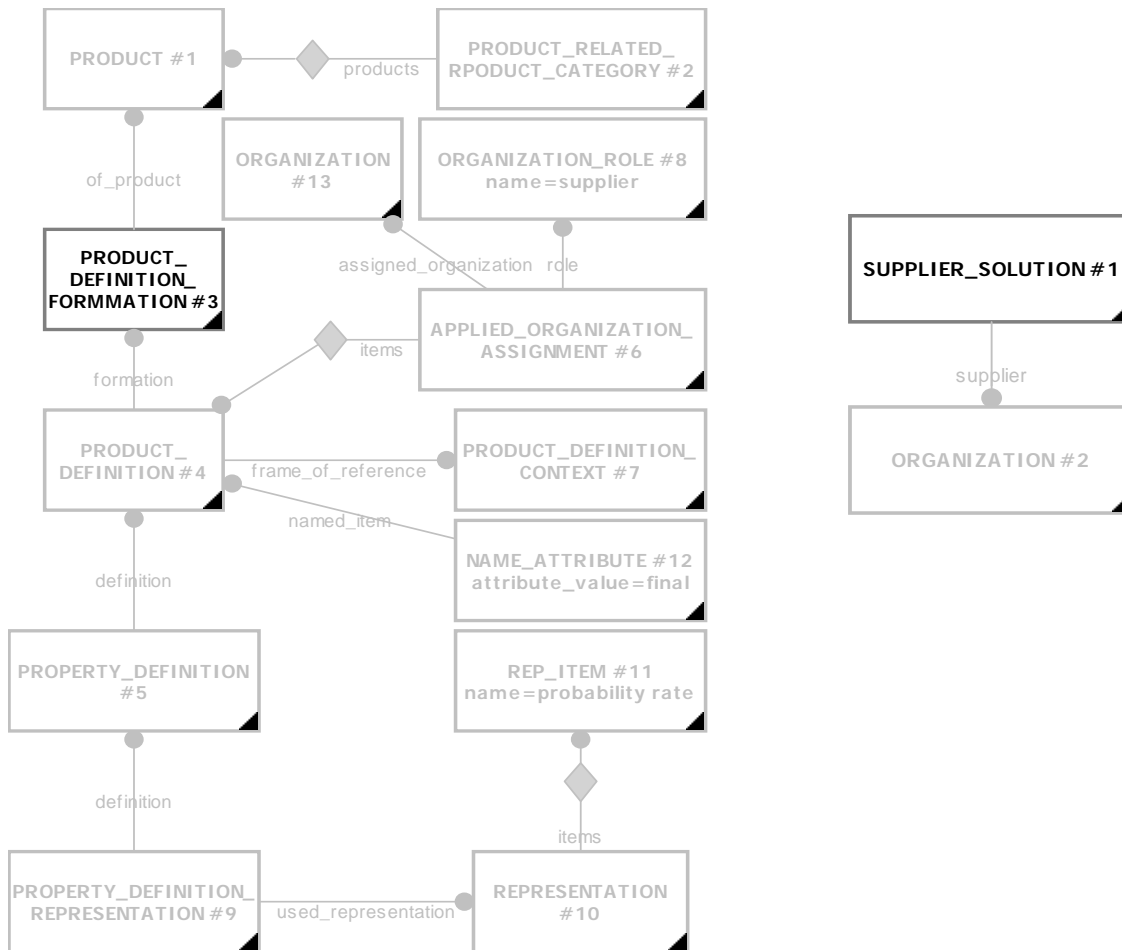 PRODUCT #1
products
PRODUCT_RELATED_
RPODUCT_CATEGORY #2
of_product
ORGANIZATION
#13
ORGANIZATION_ROLE #8
name=supplier
PRODUCT_
DEFINITION_
FORMMATION #3
assigned_organization
role
formation
items
APPLIED_ORGANIZATION_
ASSIGNMENT #6
PRODUCT_
DEFINITION #4
frame_of_reference
PRODUCT_DEFINITION_
CONTEXT #7
named_item
NAME_ATTRIBUTE #12
attribute_value=final
definition
PROPERTY_DEFINITION
#5
REP_ITEM #11
name=probability rate
definition
items
PROPERTY_DEFINITION_
REPRESENTATION #9
used_representation
REPRESENTATION
#10
SUPPLIER_SOLUTION #1
supplier
ORGANIZATION #2